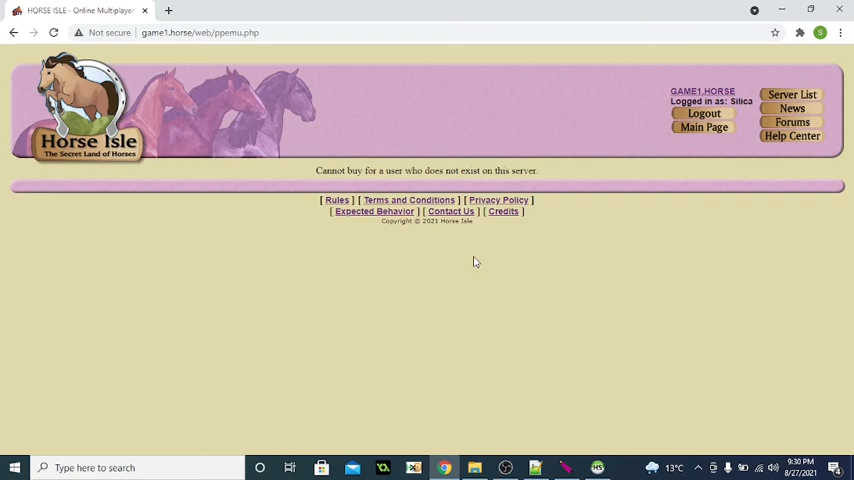 HORSE ISLE - Online Multiplayer
Not secure
game1.horse/web/ppemu.php
S
Horse Isle
The Secret Land of Horses
GAME1.HORSE
Logged in as: Silica
Logout
Main Page
Server List
News
Forums
Help Center
Cannot buy for a user who does not exist on this server.
[ Rules ] [ Terms and Conditions ] [ Privacy Policy ]
[ Expected Behavior ] [ Contact Us ] [ Credits ]
Copyright © 2021 Horse Isle
Type here to search
HS
13°C
9:30 PM
8/27/2021
4